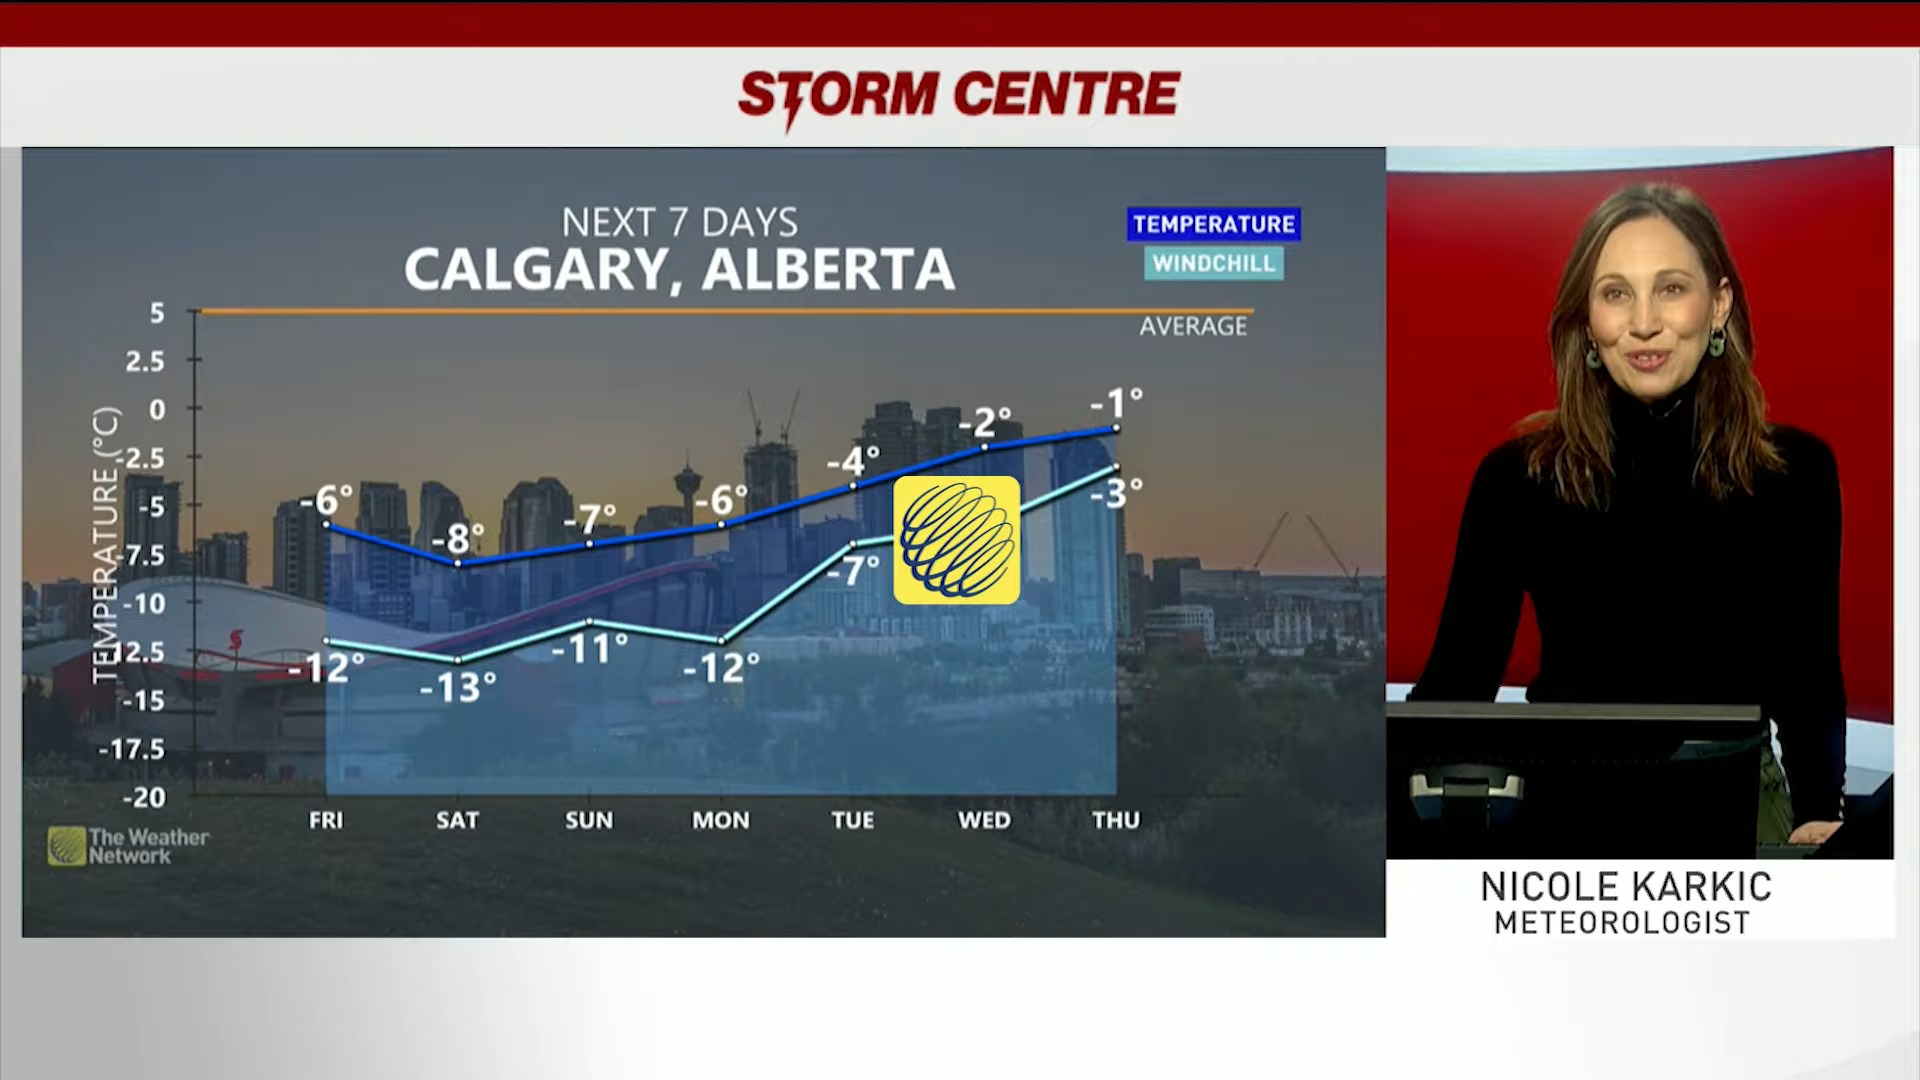 STORM CENTRE
NEXT 7 DAYS
CALGARY, ALBERTA
TEMPERATURE
WINDCHILL
AVERAGE
TEMPERATURE (°C)
5
2.5
0
-2.5
-5
-7.5
-10
-12.5
-15
-17.5
-20
-6° -8° -7° -6° -4° -2° -1°
-12° -13° -11° -12° -7° -3°
FRI SAT SUN MON TUE WED THU
The Weather
Network
NICOLE KARKIC
METEOROLOGIST